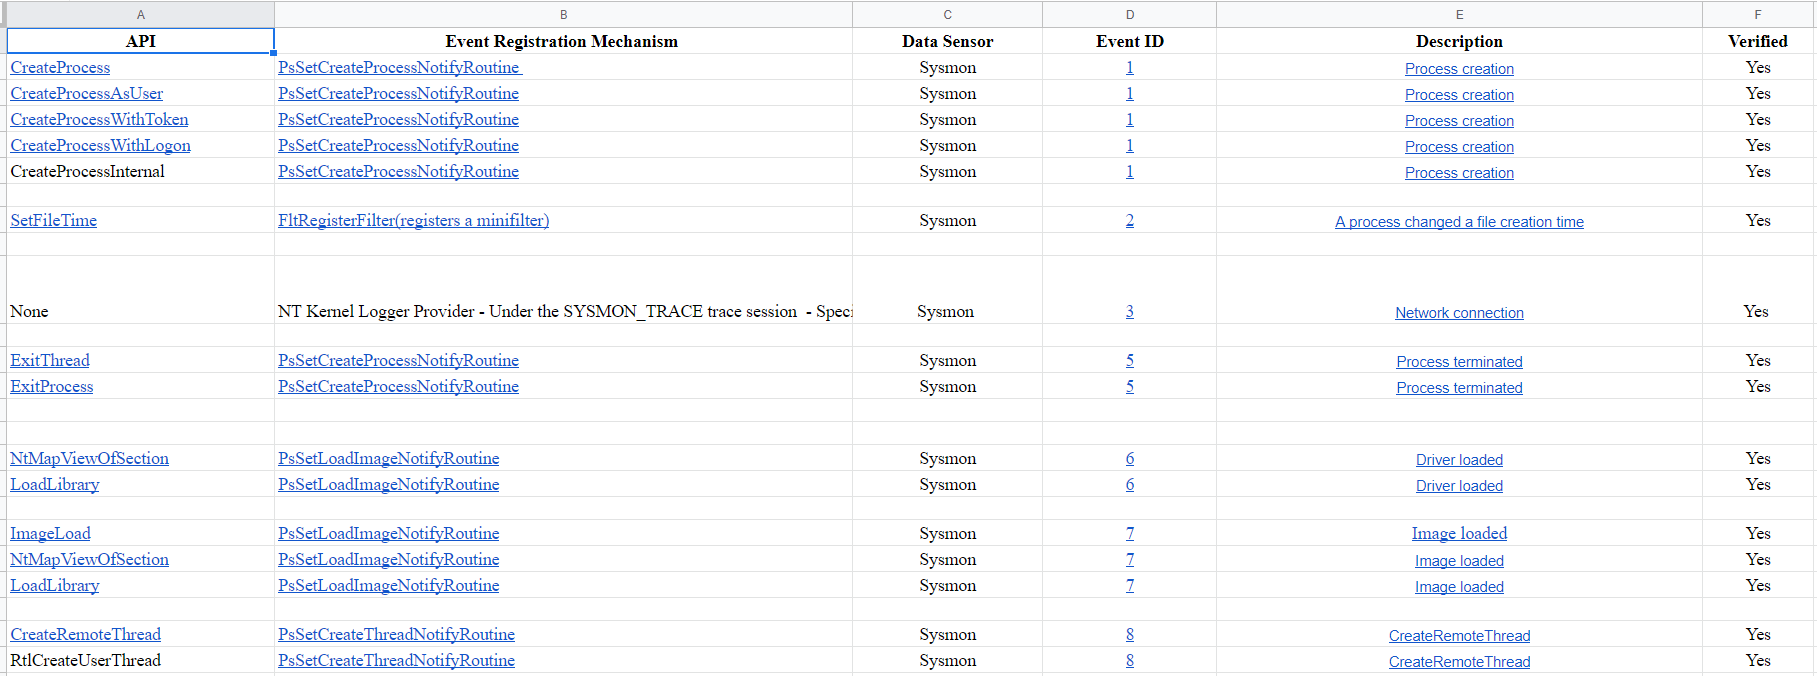 A B C D E F
API Event Registration Mechanism Data Sensor Event ID Description Verified
CreateProcess PsSetCreateProcessNotifyRoutine Sysmon 1 Process creation Yes
CreateProcessAsUser PsSetCreateProcessNotifyRoutine Sysmon 1 Process creation Yes
CreateProcessWithToken PsSetCreateProcessNotifyRoutine Sysmon 1 Process creation Yes
CreateProcessWithLogon PsSetCreateProcessNotifyRoutine Sysmon 1 Process creation Yes
CreateProcessInternal PsSetCreateProcessNotifyRoutine Sysmon 1 Process creation Yes
SetFileTime FltRegisterFilter(registers a minifilter) Sysmon 2 A process changed a file creation time Yes
None NT Kernel Logger Provider - Under the SYSMON_TRACE trace session - Speci Sysmon 3 Network connection Yes
ExitThread PsSetCreateProcessNotifyRoutine Sysmon 5 Process terminated Yes
ExitProcess PsSetCreateProcessNotifyRoutine Sysmon 5 Process terminated Yes
NtMapViewOfSection PsSetLoadImageNotifyRoutine Sysmon 6 Driver loaded Yes
LoadLibrary PsSetLoadImageNotifyRoutine Sysmon 6 Driver loaded Yes
ImageLoad PsSetLoadImageNotifyRoutine Sysmon 7 Image loaded Yes
NtMapViewOfSection PsSetLoadImageNotifyRoutine Sysmon 7 Image loaded Yes
LoadLibrary PsSetLoadImageNotifyRoutine Sysmon 7 Image loaded Yes
CreateRemoteThread PsSetCreateThreadNotifyRoutine Sysmon 8 CreateRemoteThread Yes
RtlCreateUserThread PsSetCreateThreadNotifyRoutine Sysmon 8 CreateRemoteThread Yes